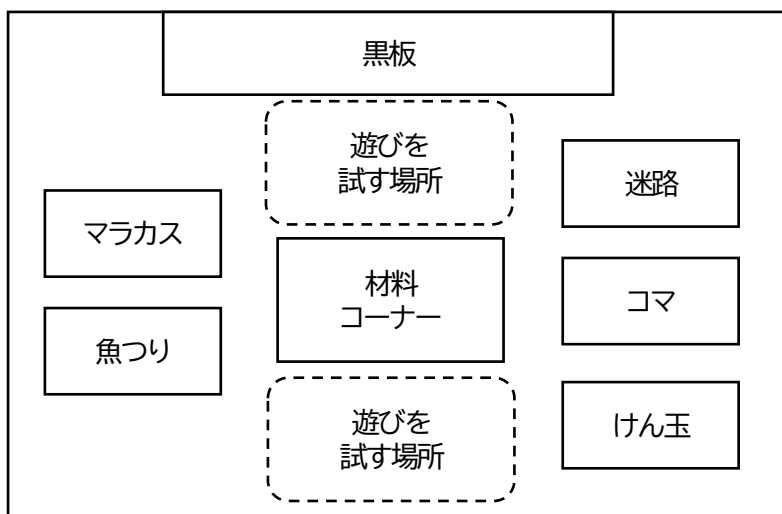 黒板
遊びを
試す場所
迷路
マラカス
材料
コーナー
コマ
魚つり
遊びを
試す場所
けん玉